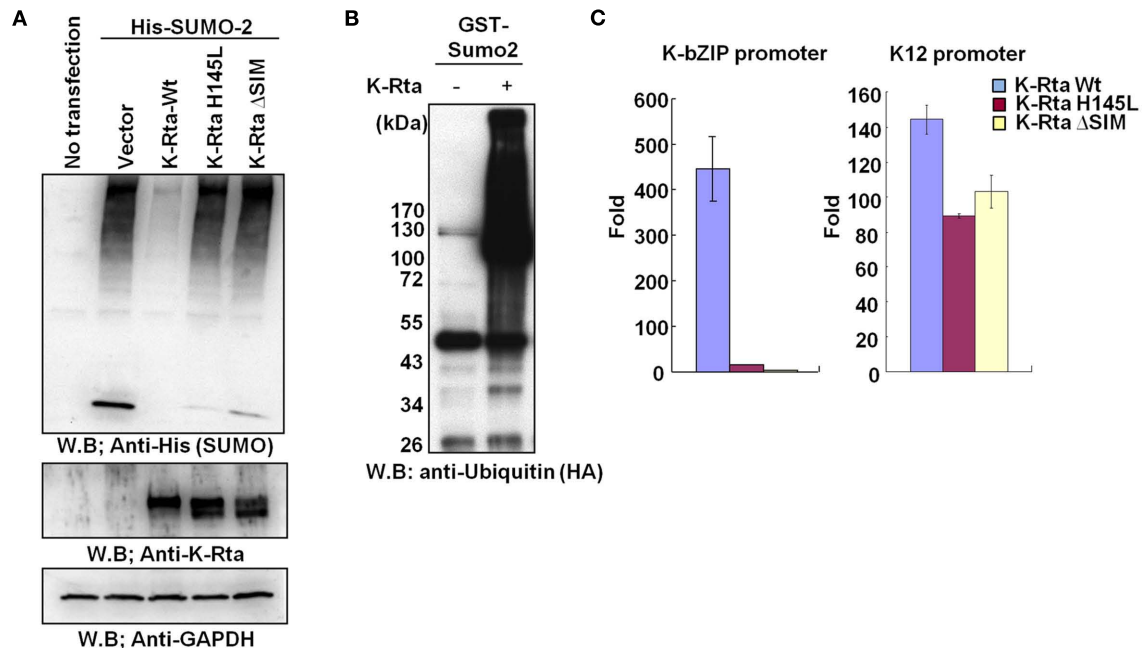 A
His-SUMO-2
No transfection
Vector
K-Rta-Wt
K-Rta H145L
K-Rta ΔSIM
W.B; Anti-His (SUMO)
W.B; Anti-K-Rta
W.B; Anti-GAPDH
B
GST-
Sumo2
K-Rta - +
(kDa)
170
130
100
72
55
43
34
26
W.B: anti-Ubiquitin (HA)
C
K-bZIP promoter
Fold
600
500
400
300
200
100
0
K12 promoter
Fold
160
140
120
100
80
60
40
20
0
K-Rta Wt
K-Rta H145L
K-Rta ΔSIM